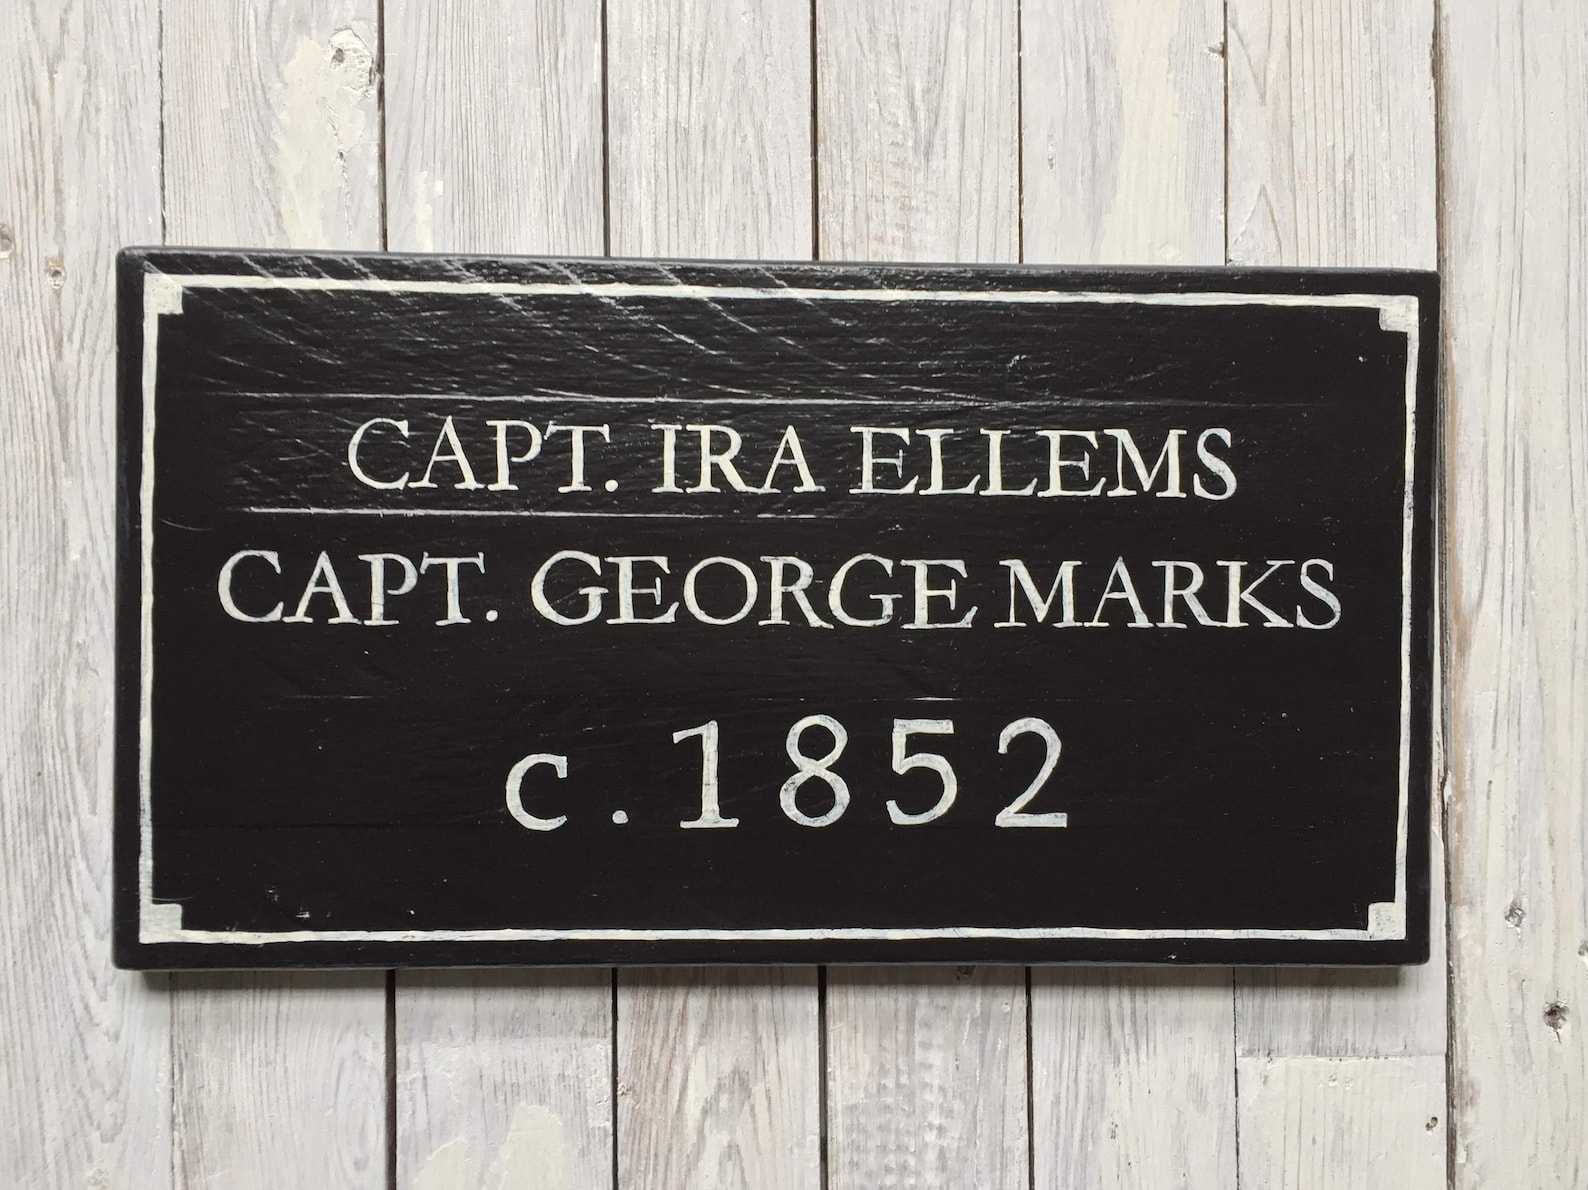 CAPT. IRA ELLEMS
CAPT. GEORGE MARKS
c.1852